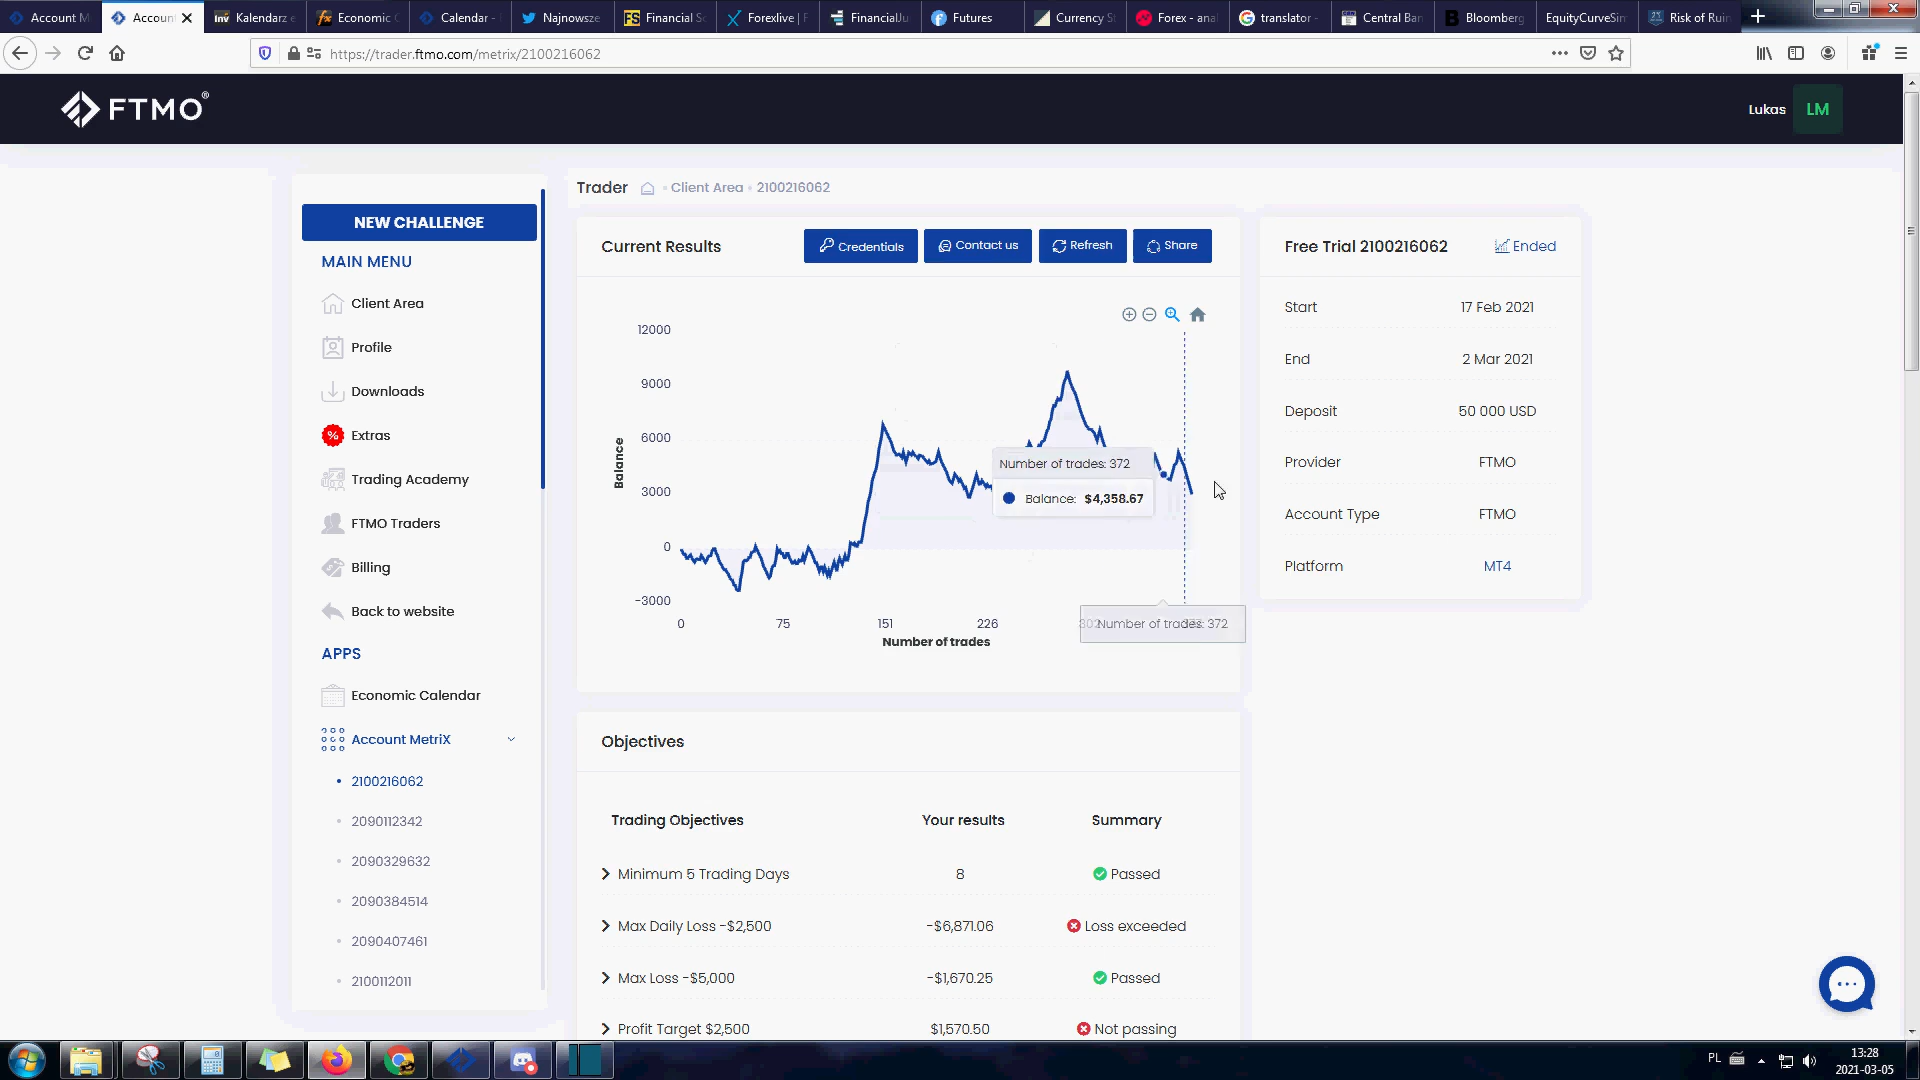 Account M
Accoun
Kalendarz e
Economic C
Calendar -
Najnowsze
Financial S
Forexlive | F
FinancialJu
Futures
Currency S
Forex - ana
translator -
Central Ban
Bloomberg
EquityCurveSim
Risk of Ruin
https://trader.ftmo.com/metrix/2100216062
FTMO®
Lukas
LM
NEW CHALLENGE
MAIN MENU
Client Area
Profile
Downloads
Extras
Trading Academy
FTMO Traders
Billing
Back to website
APPS
Economic Calendar
Account MetriX
2100216062
2090112342
2090329632
2090384514
2090407461
2100112011
Trader
Client Area
2100216062
Current Results
Credentials
Contact us
Refresh
Share
12000
9000
6000
3000
0
-3000
Balance
Number of trades: 372
Balance: $4,358.67
0
75
151
226
Number of trades: 372
Number of trades
Free Trial 2100216062
Ended
Start 17 Feb 2021
End 2 Mar 2021
Deposit 50 000 USD
Provider FTMO
Account Type FTMO
Platform MT4
Objectives
Trading Objectives Your results Summary
Minimum 5 Trading Days 8 Passed
Max Daily Loss -$2,500 -$6,871.06 Loss exceeded
Max Loss -$5,000 -$1,670.25 Passed
Profit Target $2,500 $1,570.50 Not passing
PL
13:28
2021-03-05